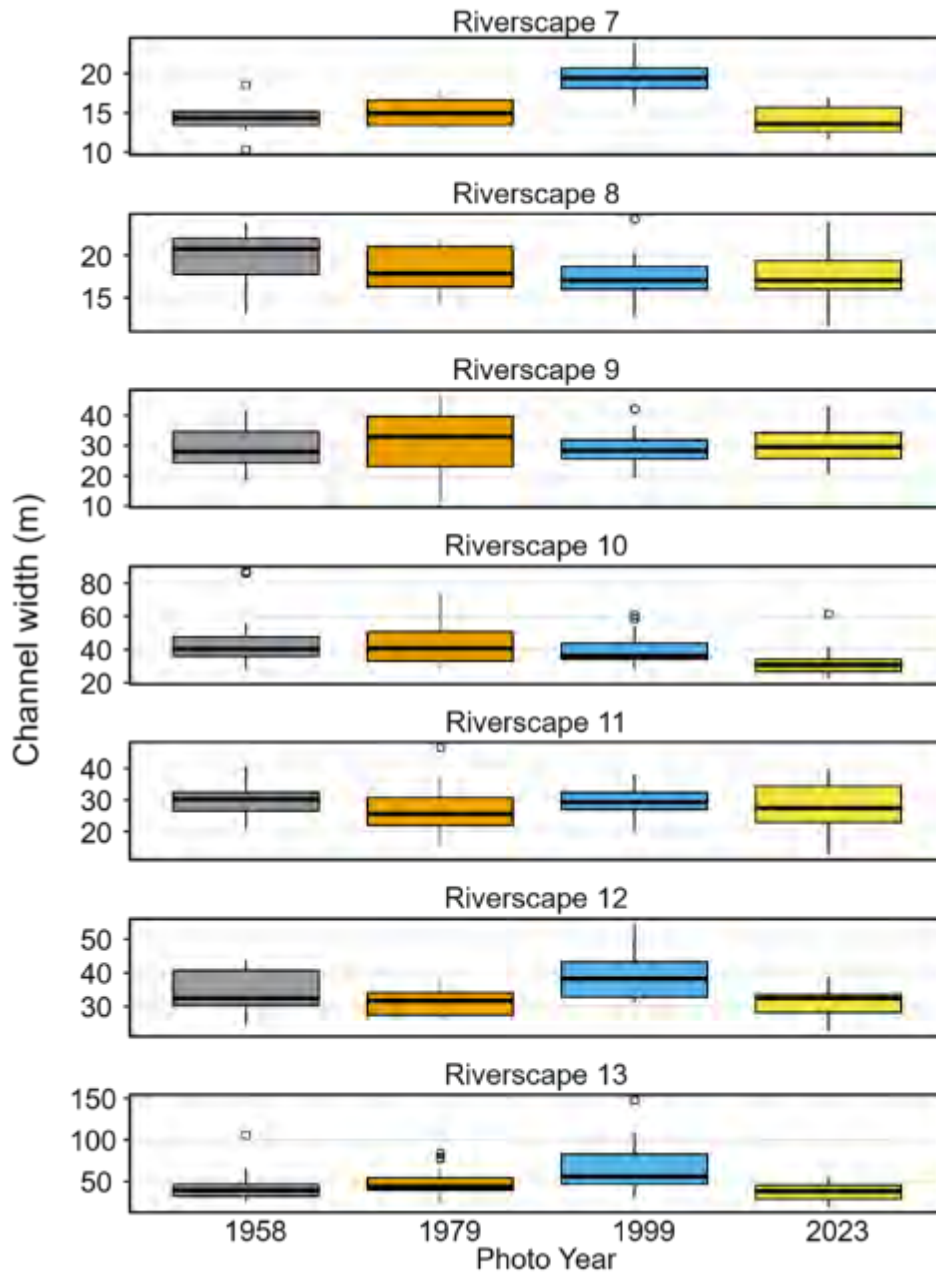 Riverscape 7
20
15
10
Riverscape 8
20
15
Riverscape 9
40
30
20
10
Riverscape 10
80
60
40
20
Riverscape 11
40
30
20
Riverscape 12
50
40
30
Riverscape 13
150
100
50
Channel width (m)
1958 1979 1999 2023
Photo Year